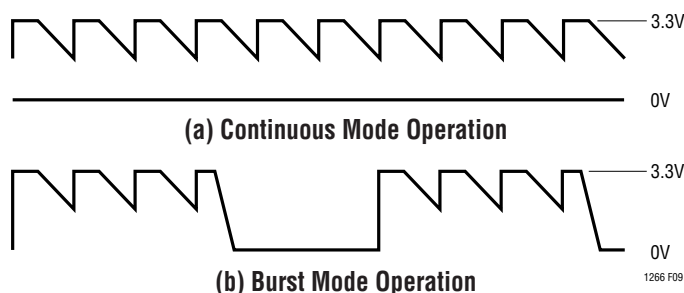 3.3V
0V
(a) Continuous Mode Operation
3.3V
0V
(b) Burst Mode Operation
1266 F09